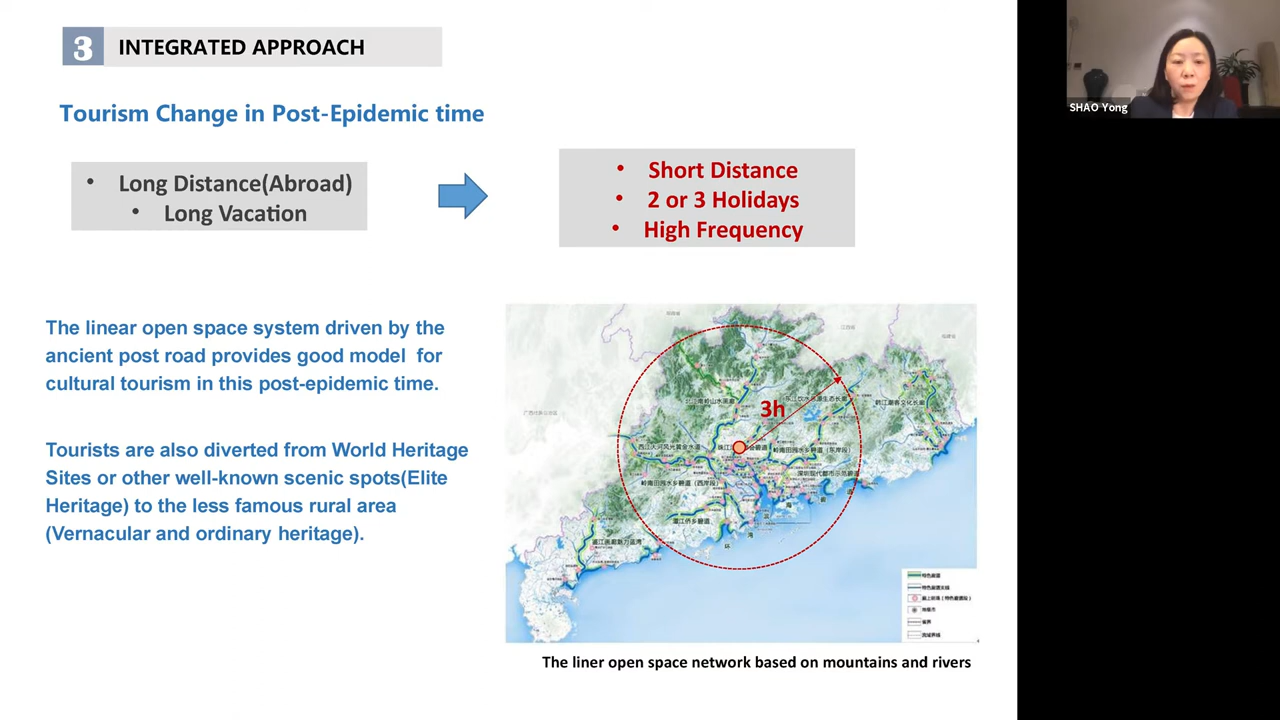 3 INTEGRATED APPROACH
Tourism Change in Post-Epidemic time
• Long Distance(Abroad)
• Long Vacation
• Short Distance
• 2 or 3 Holidays
• High Frequency
SHAO Yong
The linear open space system driven by the
ancient post road provides good model for
cultural tourism in this post-epidemic time.
Tourists are also diverted from World Heritage
Sites or other well-known scenic spots(Elite
Heritage) to the less famous rural area
(Vernacular and ordinary heritage).
3h
The liner open space network based on mountains and rivers